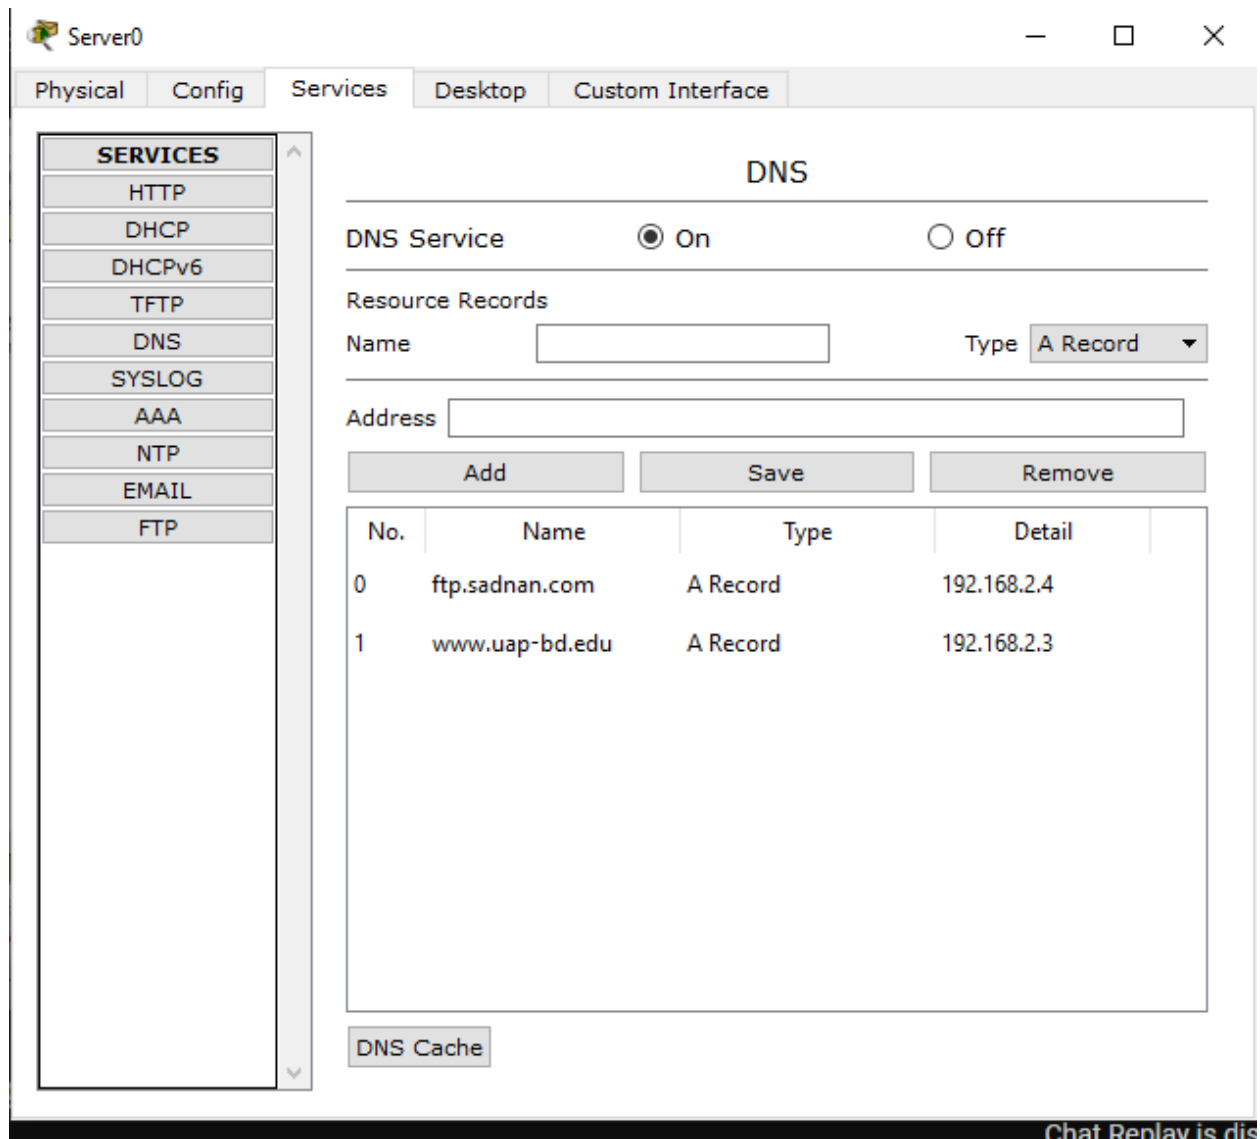 Server0
Physical Config Services Desktop Custom Interface
SERVICES
HTTP
DHCP
DHCPv6
TFTP
DNS
SYSLOG
AAA
NTP
EMAIL
FTP
DNS
DNS Service On Off
Resource Records
Name Type A Record
Address
Add Save Remove
No. Name Type Detail
0 ftp.sadnan.com A Record 192.168.2.4
1 www.uap-bd.edu A Record 192.168.2.3
DNS Cache
Chat Replay is dis